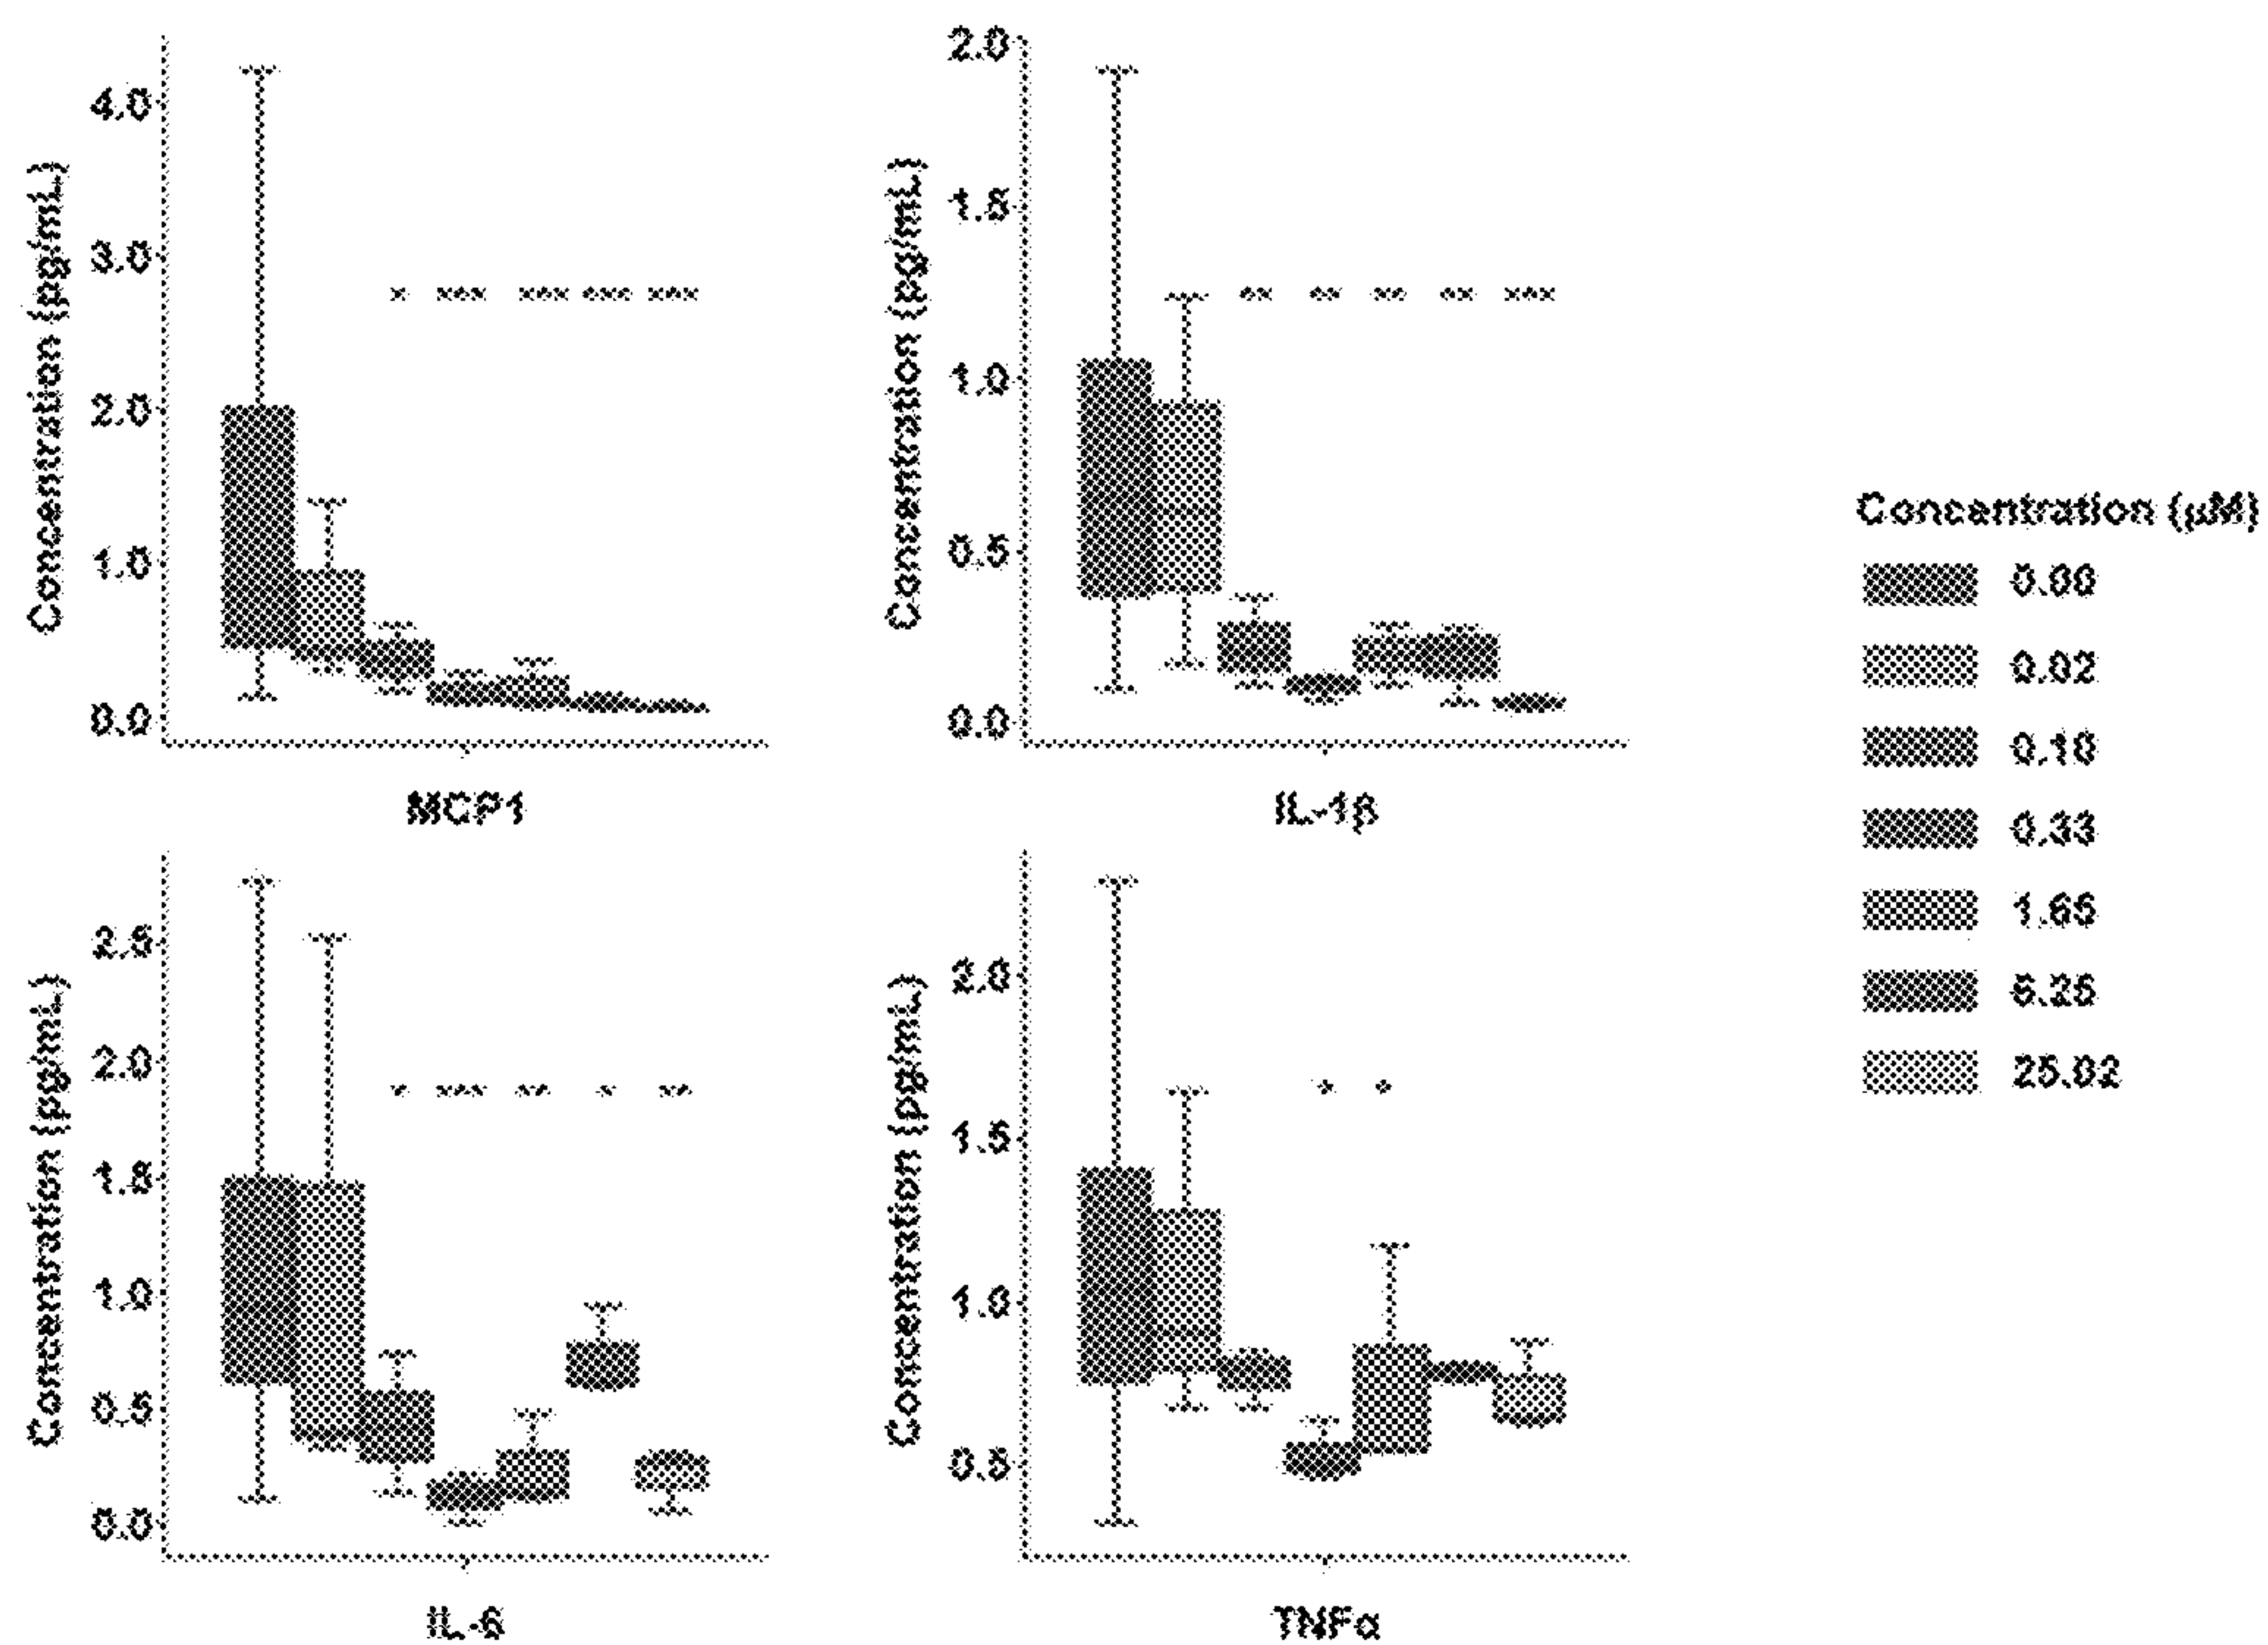 Concentration (pg/mL)
4.0
3.0
2.0
1.0
0.0
* *** *** *** ***
MCP1
Concentration (pg/mL)
2.0
1.5
1.0
0.5
0.0
** ** ** ** ***
IL-1β
Concentration (pg/mL)
2.5
2.0
1.5
1.0
0.5
0.0
* *** ** * **
IL-6
Concentration (pg/mL)
2.0
1.5
1.0
0.5
* *
TNFα
Concentration (µM)
0.00
0.02
0.10
0.33
1.65
6.25
25.02